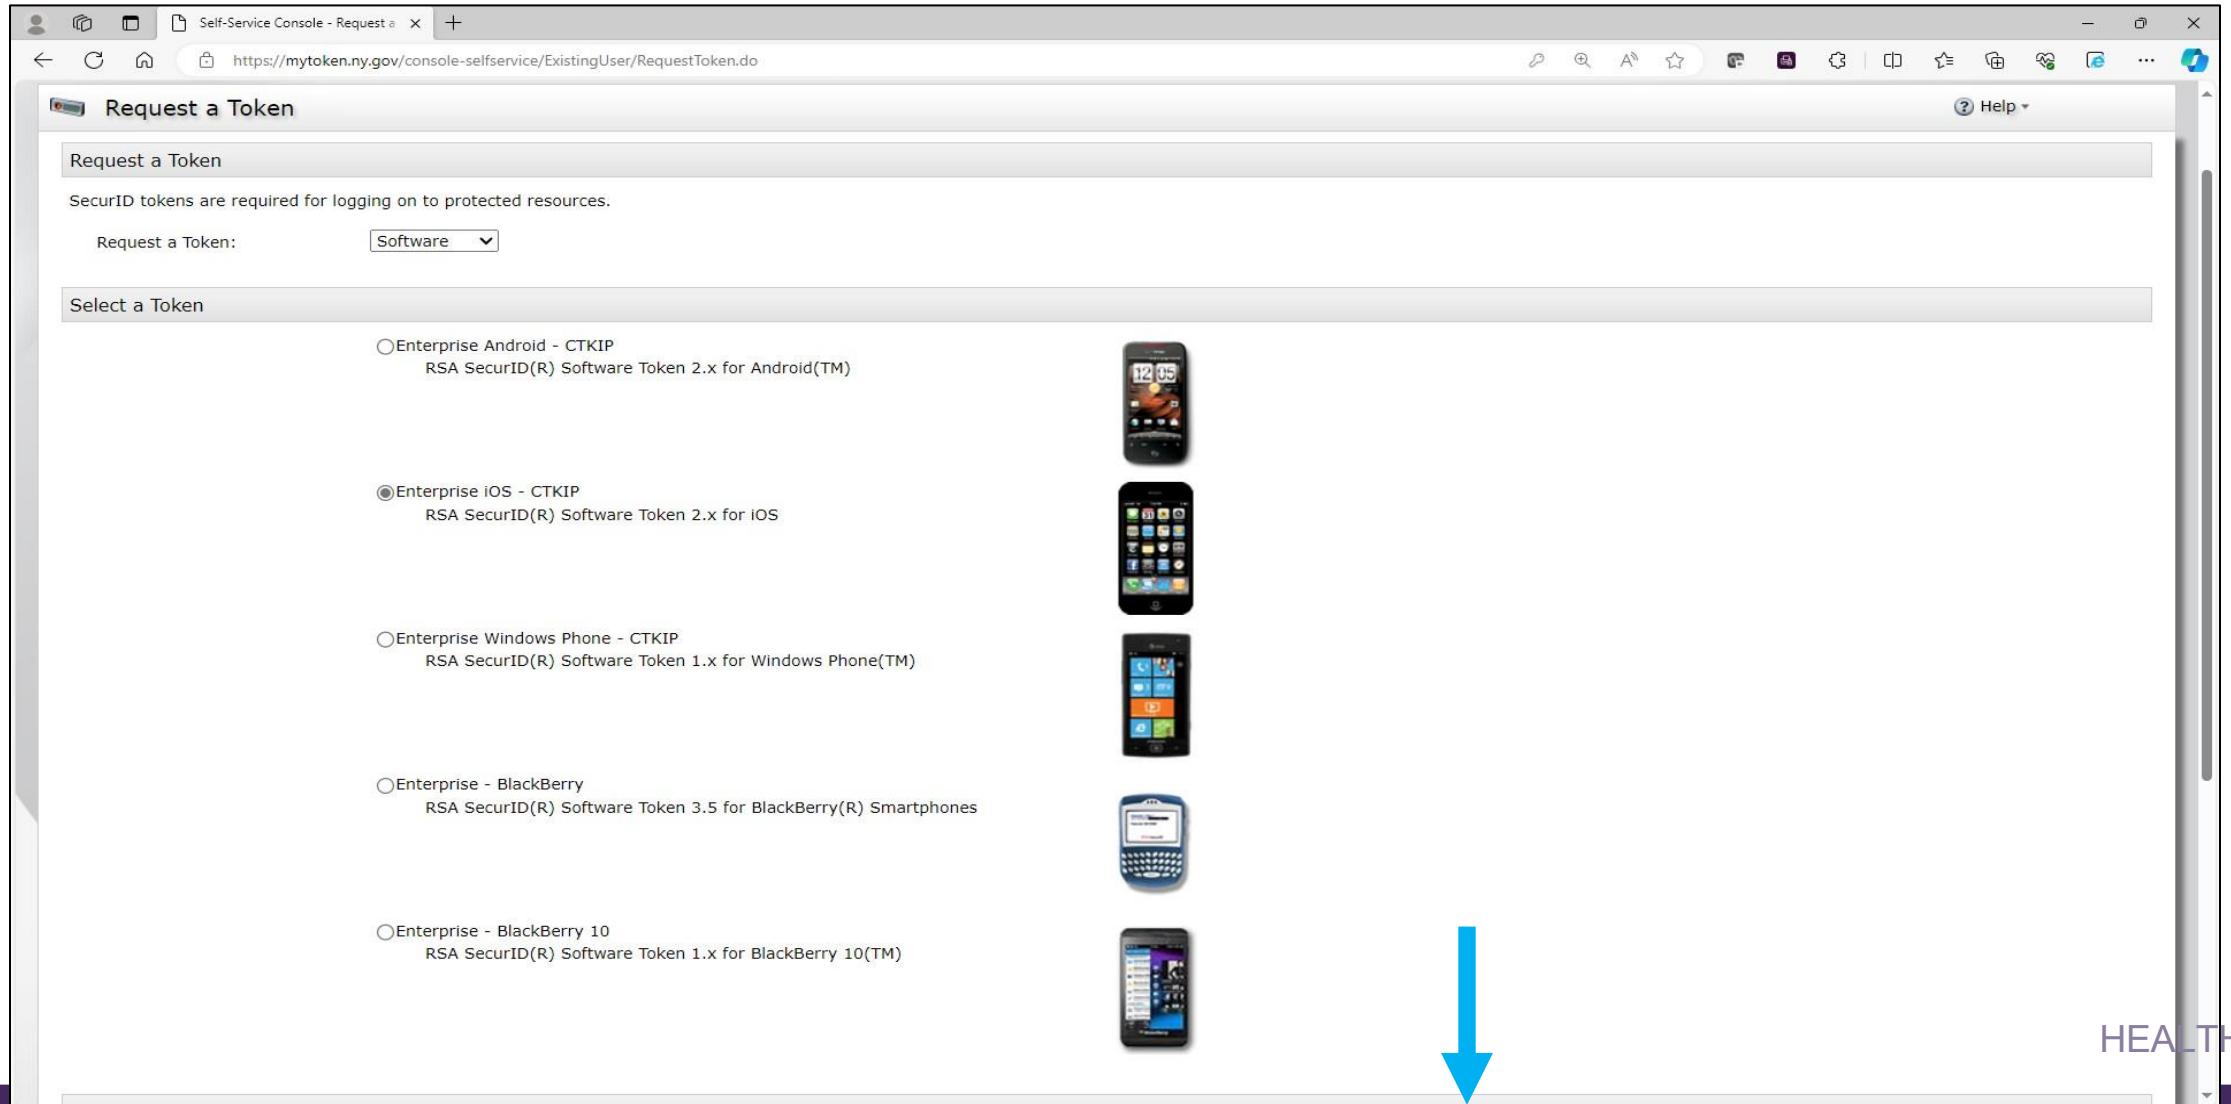 Self-Service Console - Request a
https://mytoken.ny.gov/console-selfservice/ExistingUser/RequestToken.do
Request a Token
Help
Request a Token
SecurID tokens are required for logging on to protected resources.
Request a Token: Software
Select a Token
Enterprise Android - CTKIP
RSA SecurID(R) Software Token 2.x for Android(TM)
12 05
Enterprise iOS - CTKIP
RSA SecurID(R) Software Token 2.x for iOS
31
Enterprise Windows Phone - CTKIP
RSA SecurID(R) Software Token 1.x for Windows Phone(TM)
Enterprise - BlackBerry
RSA SecurID(R) Software Token 3.5 for BlackBerry(R) Smartphones
Enterprise - BlackBerry 10
RSA SecurID(R) Software Token 1.x for BlackBerry 10(TM)
HEALTH